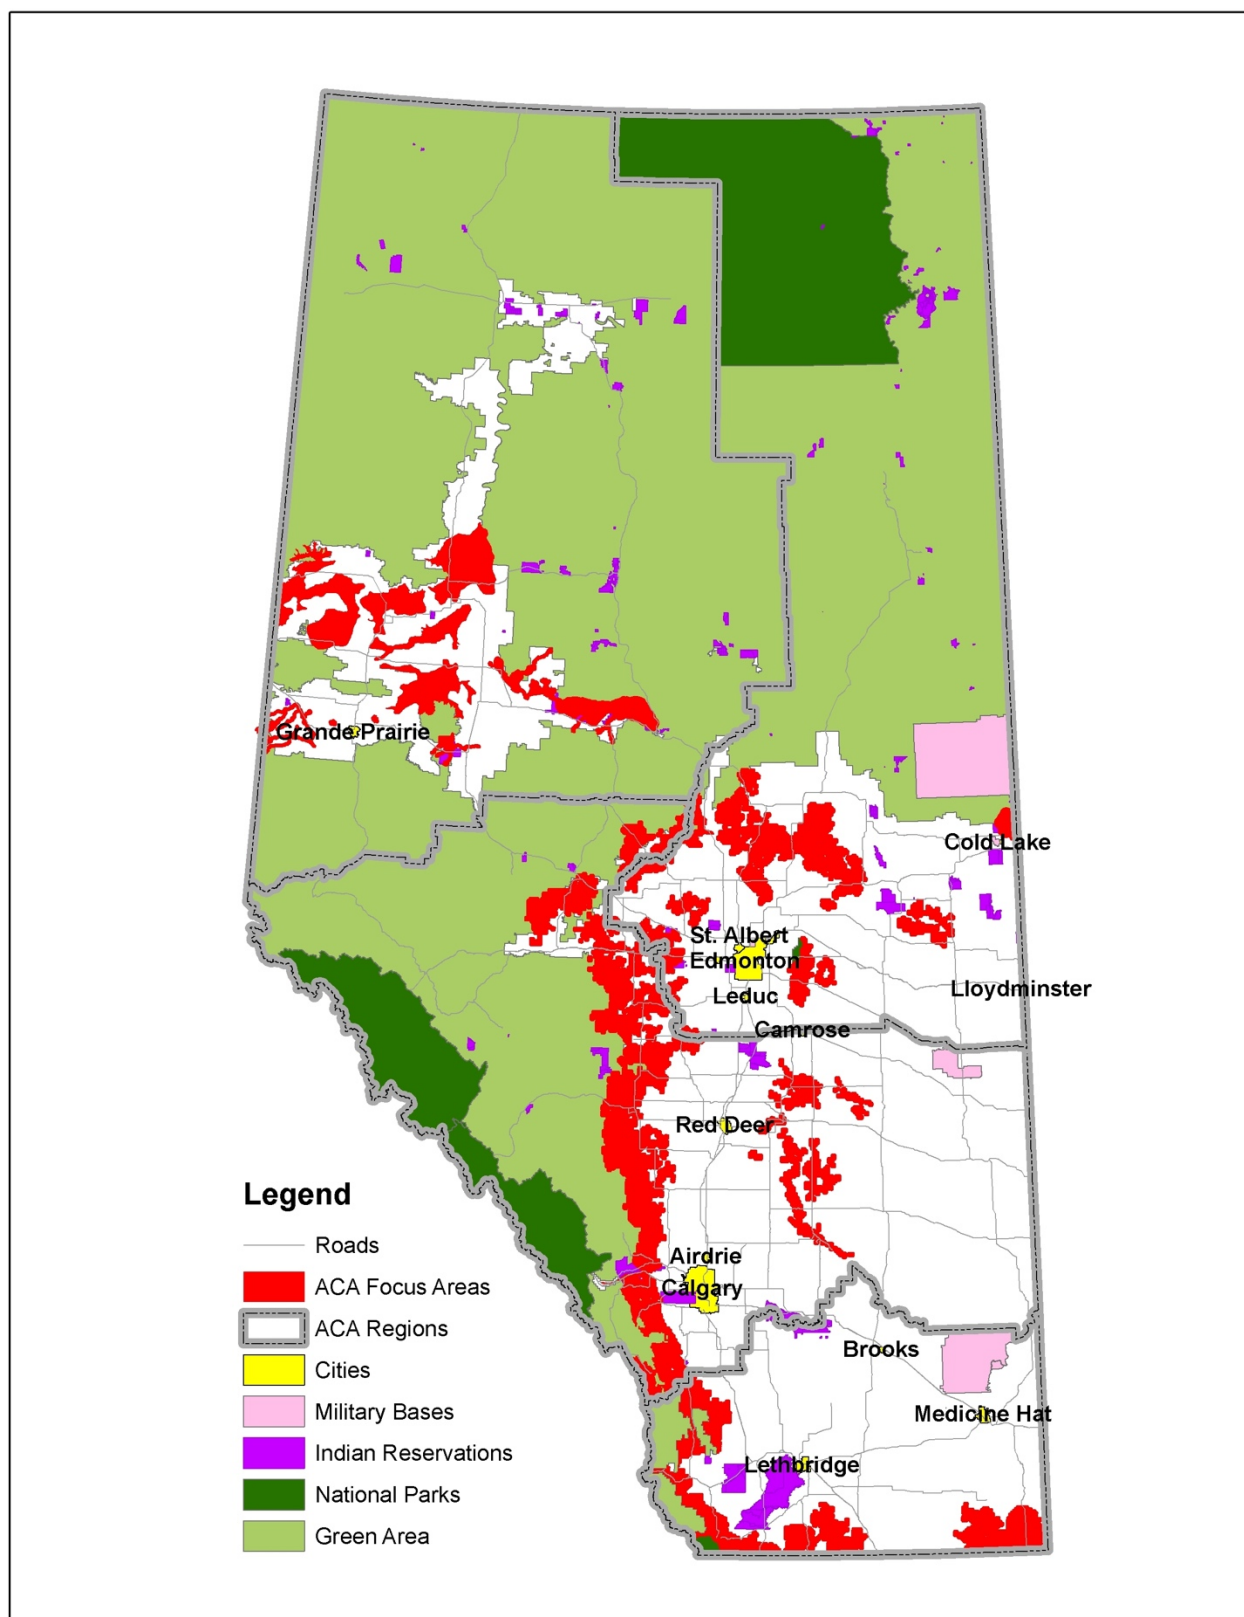 Grande Prairie
Cold Lake
St. Albert
Edmonton
Leduc
Lloydminster
Camrose
Red Deer
Legend
Roads
ACA Focus Areas
ACA Regions
Cities
Military Bases
Indian Reservations
National Parks
Green Area
Airdrie
Calgary
Brooks
Medicine Hat
Lethbridge